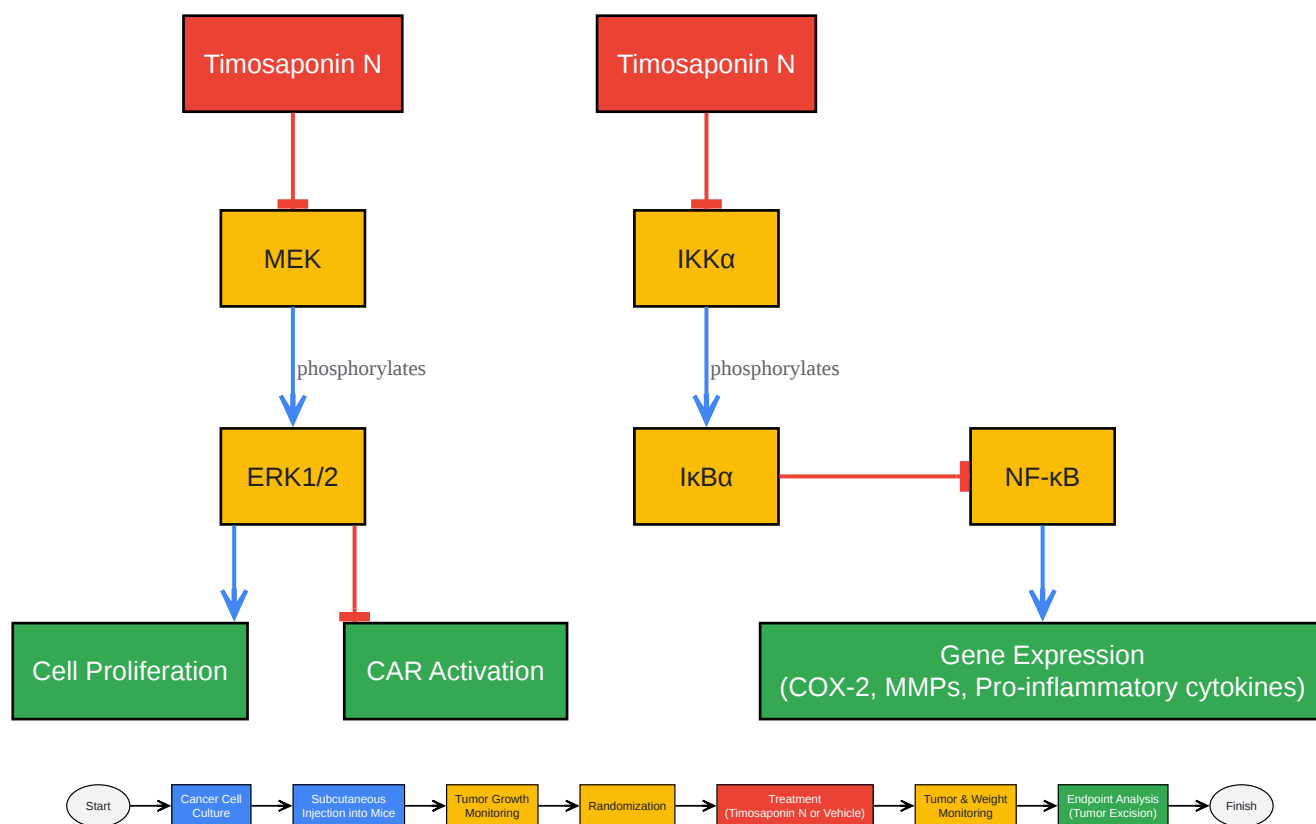 Timosaponin N
Timosaponin N
MEK
IKKα
phosphorylates
phosphorylates
ERK1/2
IκBα
NF-κB
Cell Proliferation
CAR Activation
Gene Expression
(COX-2, MMPs, Pro-inflammatory cytokines)
Start
Cancer Cell
Culture
Subcutaneous
Injection into Mice
Tumor Growth
Monitoring
Randomization
Treatment
(Timosaponin N or Vehicle)
Tumor & Weight
Monitoring
Endpoint Analysis
(Tumor Excision)
Finish